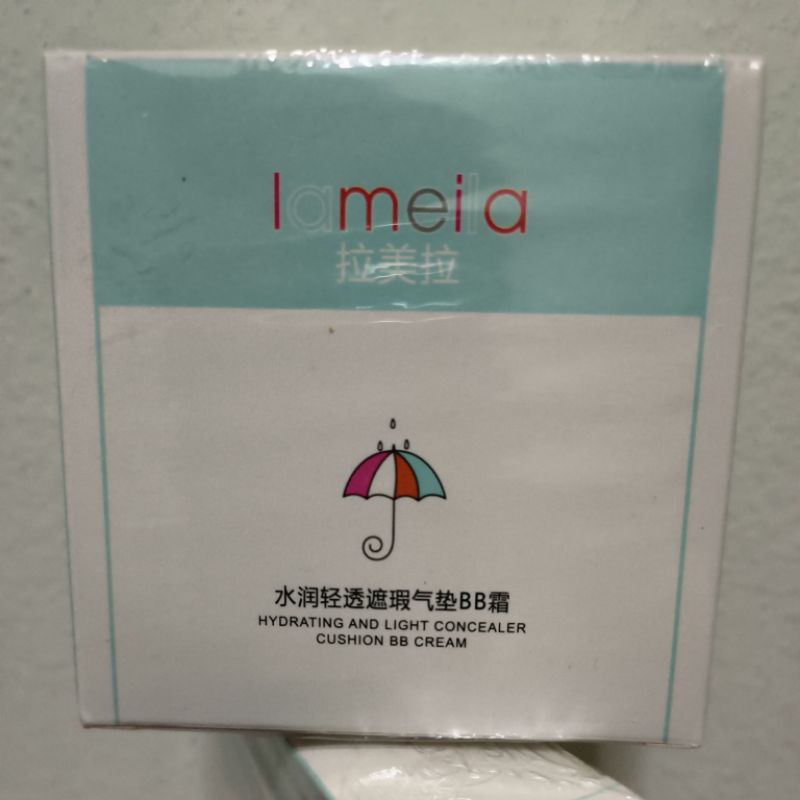 lameila
拉美拉
水润轻透遮瑕气垫BB霜
HYDRATING AND LIGHT CONCEALER
CUSHION BB CREAM